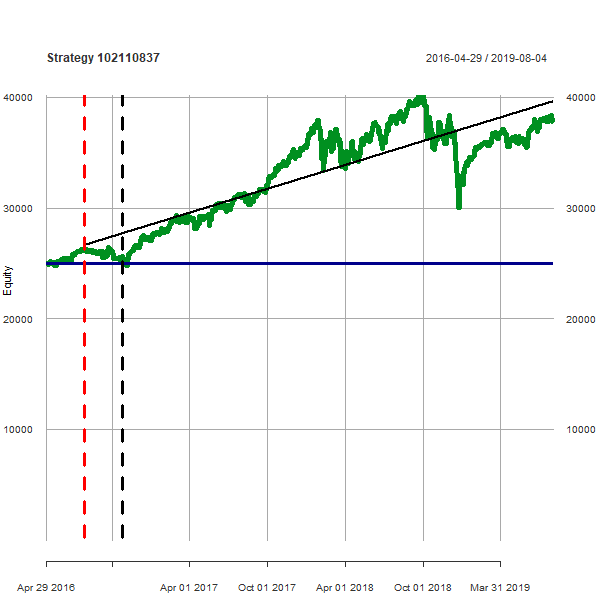 Strategy 102110837
2016-04-29 / 2019-08-04
40000
40000
30000
30000
Equity
20000
20000
10000
10000
Apr 29 2016
Apr 01 2017
Oct 01 2017
Apr 01 2018
Oct 01 2018
Mar 31 2019